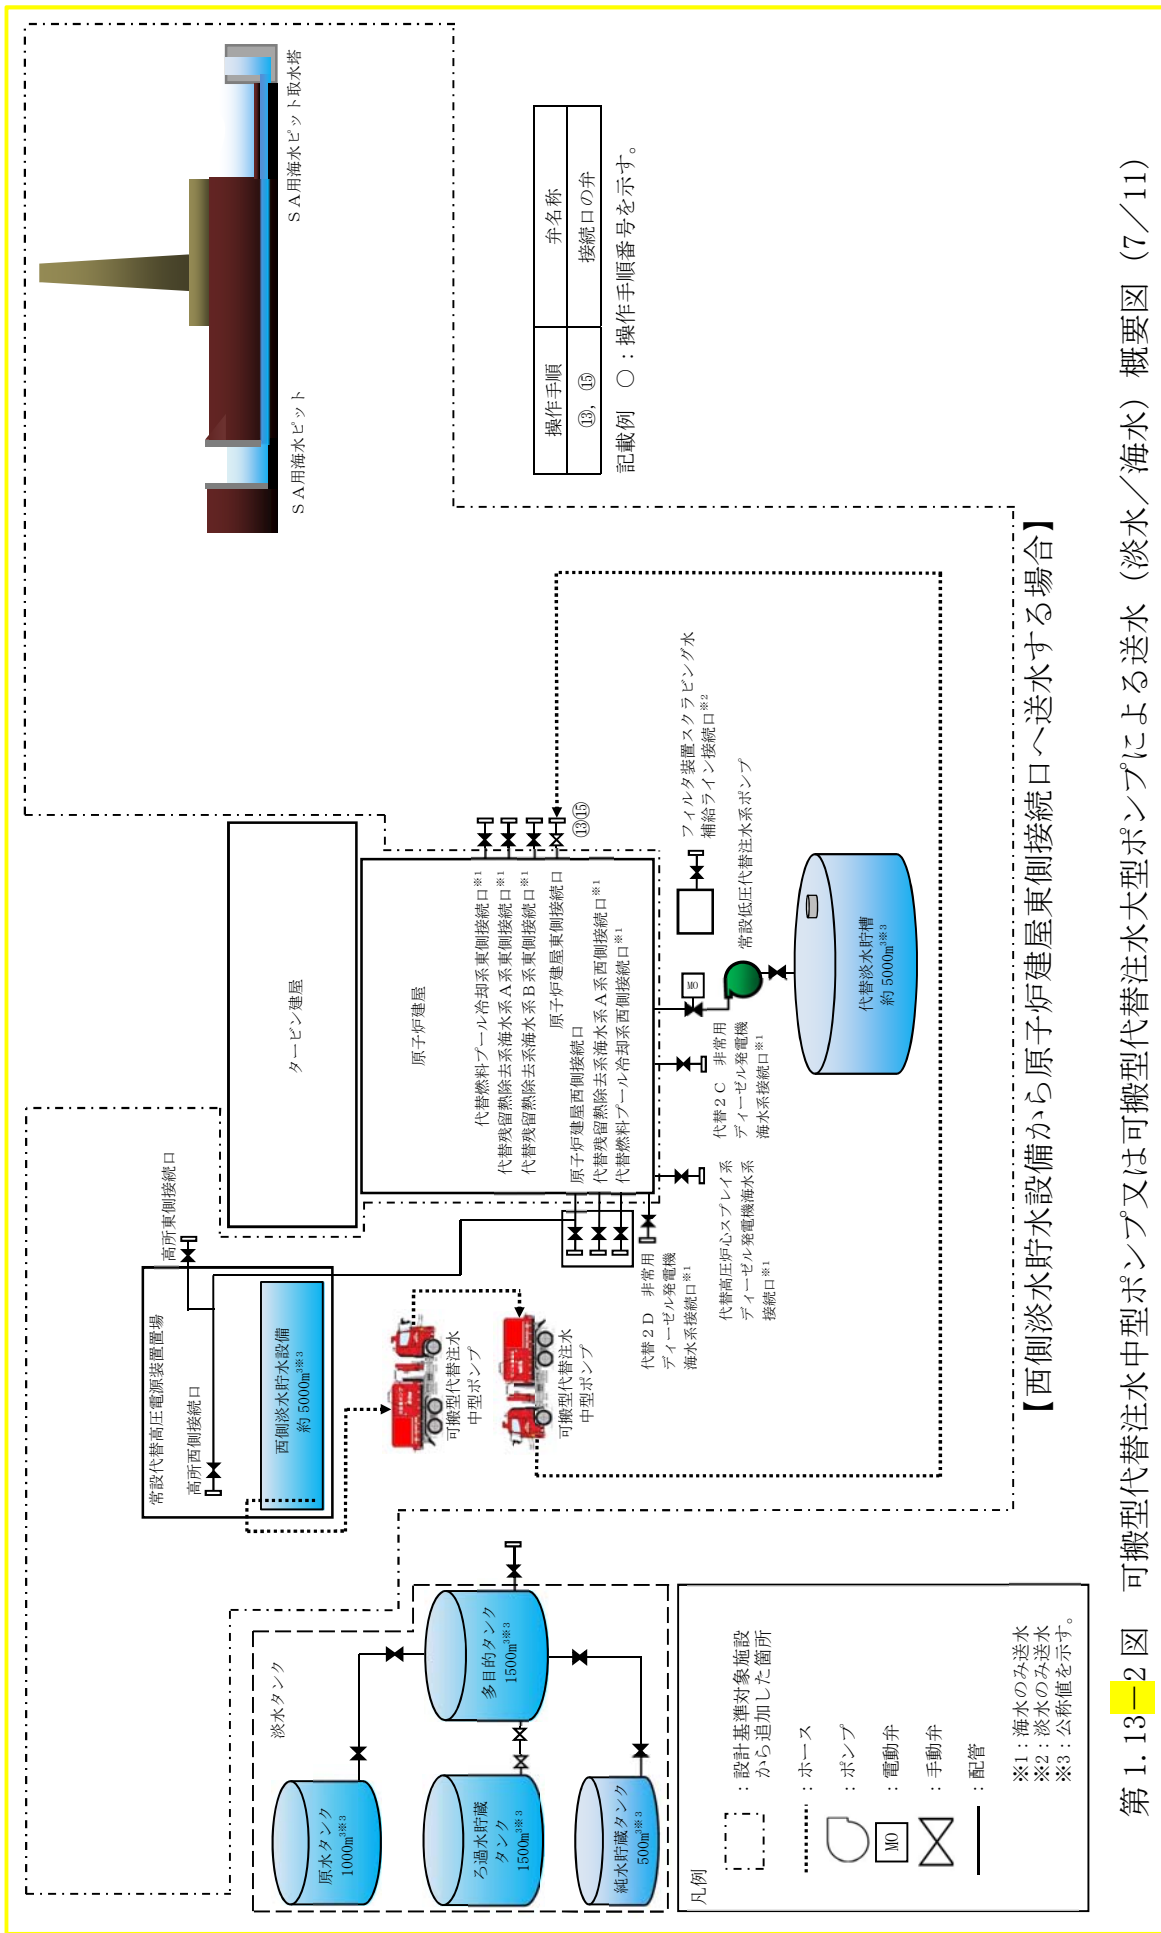 ＳＡ用海水ピット取水塔
ＳＡ用海水ピット
操作手順
弁名称
⑬，⑮
接続口の弁
記載例　○：操作手順番号を示す。
タービン建屋
原子炉建屋
代替燃料プール冷却系東側接続口※1
代替残留熱除去系海水系Ａ系東側接続口※1
代替残留熱除去系海水系Ｂ系東側接続口※1
原子炉建屋東側接続口
⑬⑮
原子炉建屋西側接続口
代替残留熱除去系海水系Ａ系西側接続口※1
代替燃料プール冷却系西側接続口※1
高所東側接続口
常設代替高圧電源装置置場
高所西側接続口
西側淡水貯水設備
約 5000m3※3
可搬型代替注水
中型ポンプ
可搬型代替注水
中型ポンプ
代替２Ｄ　非常用
ディーゼル発電機
海水系接続口※1
代替高圧炉心スプレイ系
ディーゼル発電機海水系
接続口※1
代替２Ｃ　非常用
ディーゼル発電機
海水系接続口※1
MO
常設低圧代替注水系ポンプ
フィルタ装置スクラビング水
補給ライン接続口※2
代替淡水貯槽
約 5000m3※3
淡水タンク
原水タンク
1000m3※3
多目的タンク
1500m3※3
ろ過水貯蔵
タンク
1500m3※3
純水貯蔵タンク
500m3※3
凡例
：設計基準対象施設
から追加した箇所
：ホース
：ポンプ
MO
：電動弁
：手動弁
：配管
※1：海水のみ送水
※2：淡水のみ送水
※3：公称値を示す。
【西側淡水貯水設備から原子炉建屋東側接続口へ送水する場合】
第 1.13－2 図　可搬型代替注水中型ポンプ又は可搬型代替注水大型ポンプによる送水（淡水／海水）概要図（7／11）